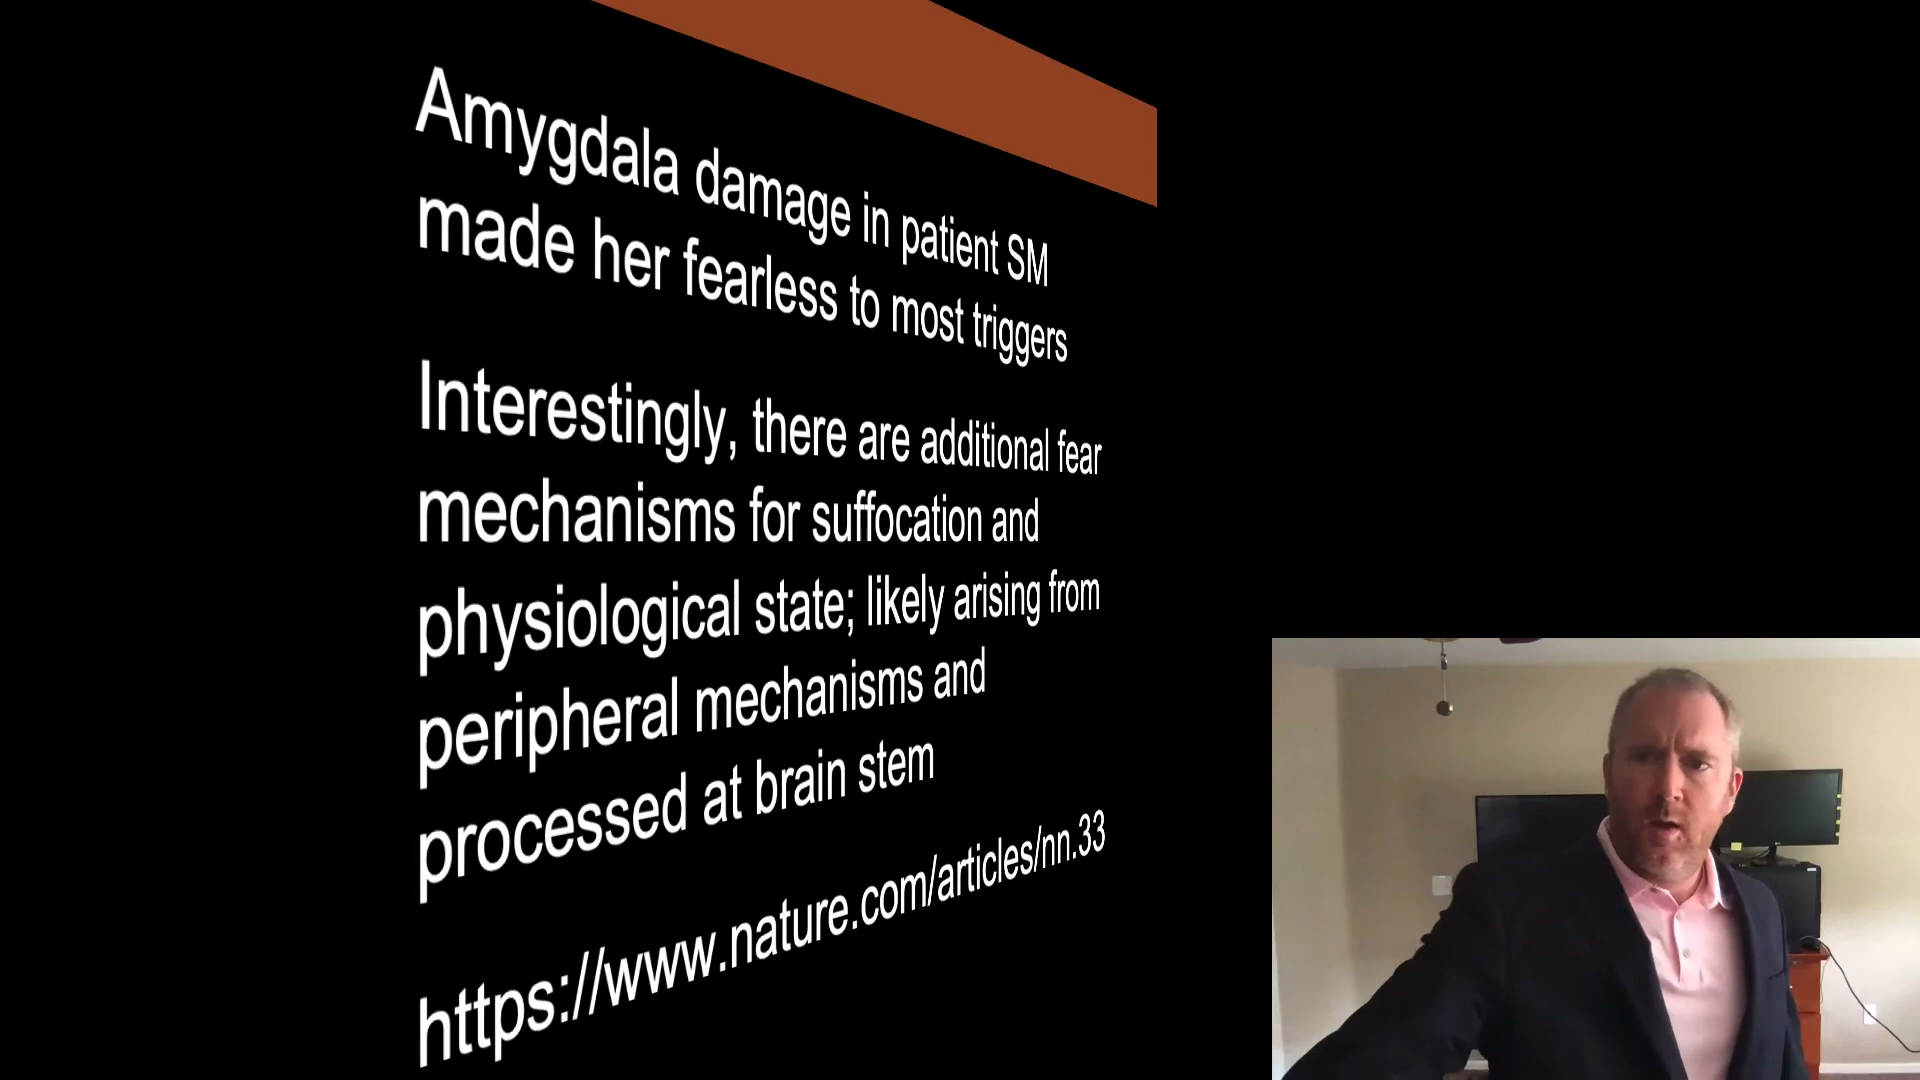 Amygdala damage in patient SM
made her fearless to most triggers
Interestingly, there are additional fear
mechanisms for suffocation and
physiological state; likely arising from
peripheral mechanisms and
processed at brain stem
https://www.nature.com/articles/nn.33